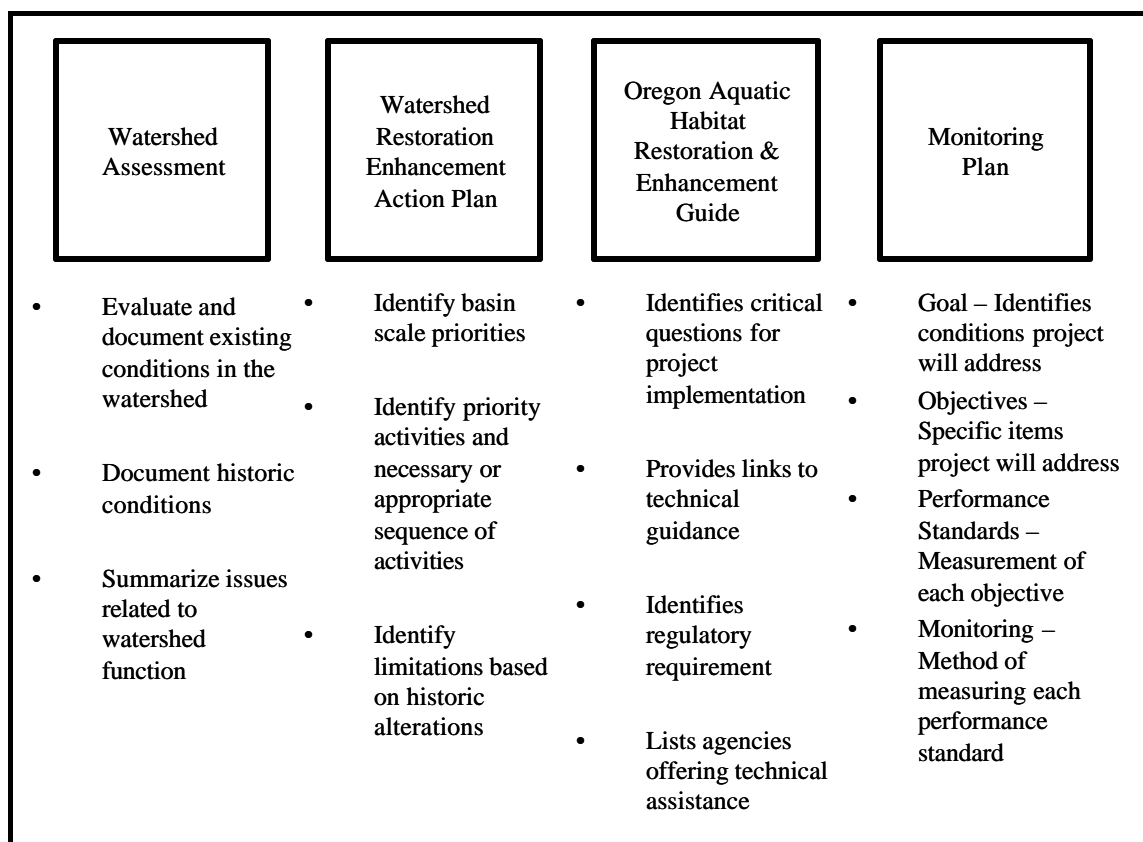 Watershed
Assessment
Watershed
Restoration
Enhancement
Action Plan
Oregon Aquatic
Habitat
Restoration &
Enhancement
Guide
Monitoring
Plan
• Evaluate and
document existing
conditions in the
watershed
• Document historic
conditions
• Summarize issues
related to
watershed
function
• Identify basin
scale priorities
• Identify priority
activities and
necessary or
appropriate
sequence of
activities
• Identify
limitations based
on historic
alterations
• Identifies critical
questions for
project
implementation
• Provides links to
technical
guidance
• Identifies
regulatory
requirement
• Lists agencies
offering technical
assistance
• Goal – Identifies
conditions project
will address
• Objectives –
Specific items
project will address
• Performance
Standards –
Measurement of
each objective
• Monitoring –
Method of
measuring each
performance
standard